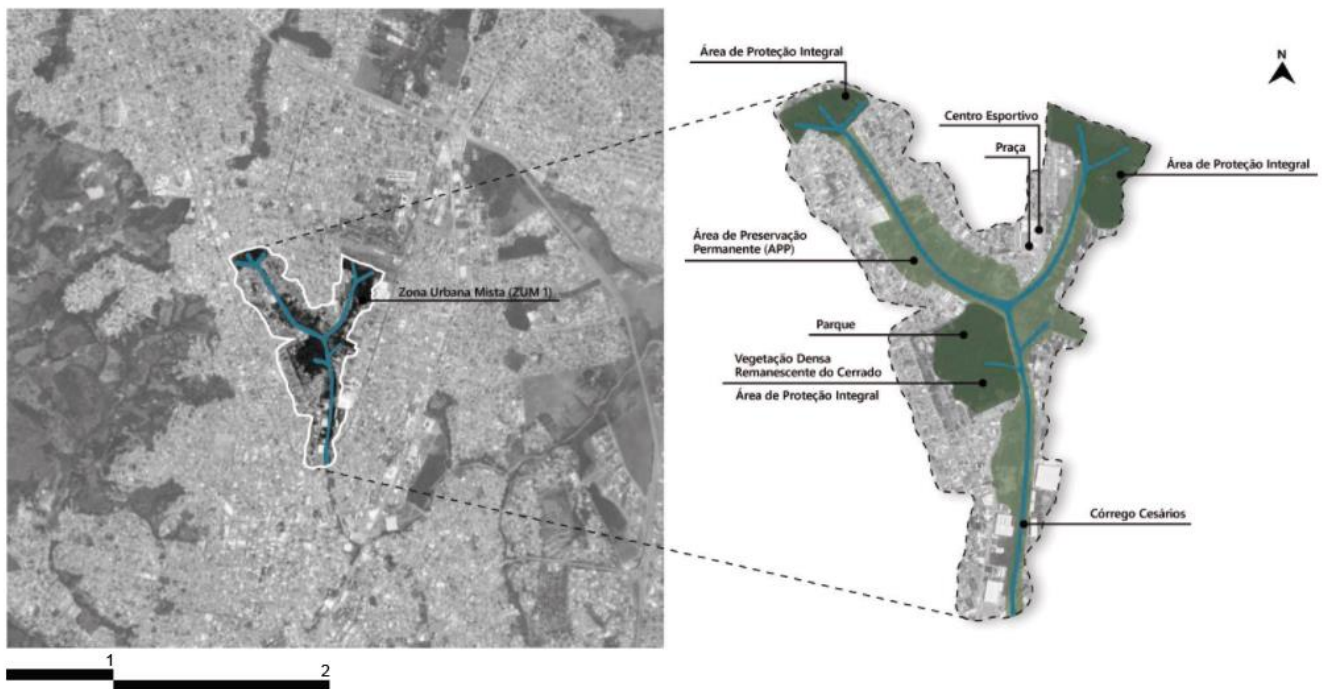 Zona Urbana Mista (ZUM 1)
1
2
Área de Proteção Integral
N
Centro Esportivo
Praça
Área de Proteção Integral
Área de Preservação
Permanente (APP)
Parque
Vegetação Densa
Remanescente do Cerrado
Área de Proteção Integral
Córrego Cesários